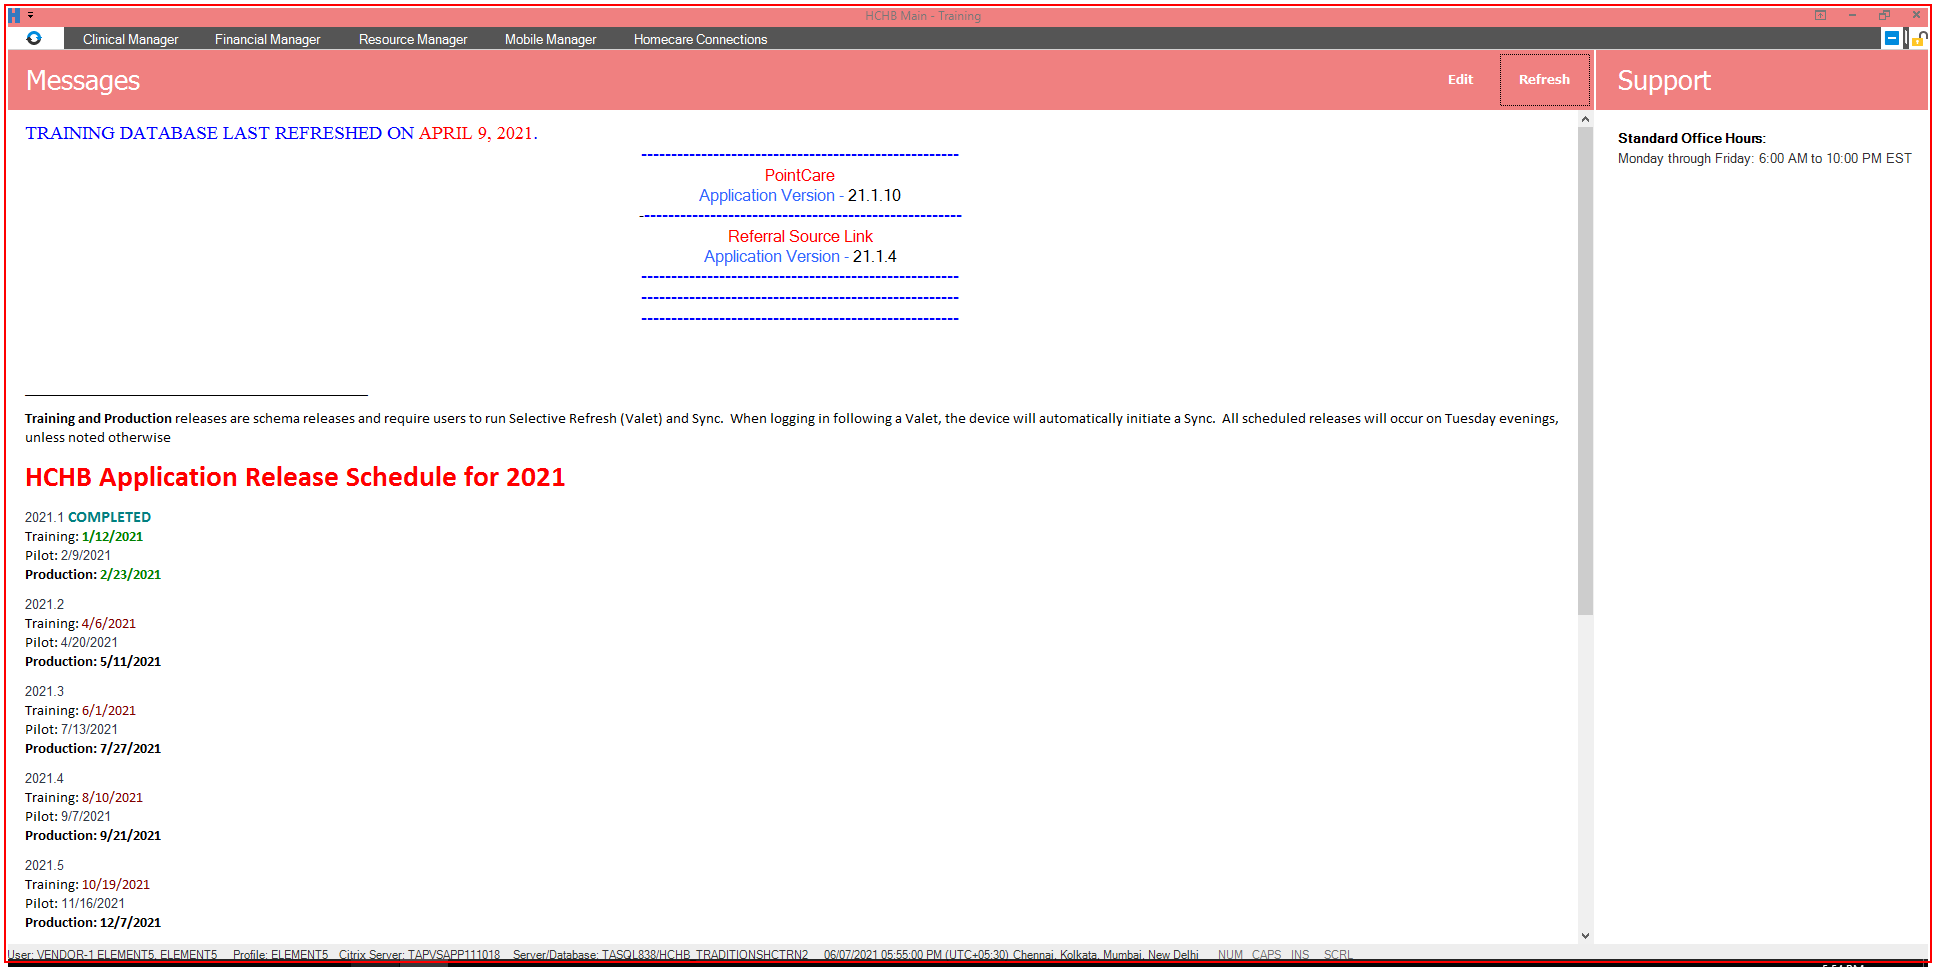 HCHB Main - Training
Clinical Manager Financial Manager Resource Manager Mobile Manager Homecare Connections
Messages Edit Refresh Support
TRAINING DATABASE LAST REFRESHED ON APRIL 9, 2021.
-----------------------------------------------------
PointCare
Application Version - 21.1.10
------------------------------------------------------
Referral Source Link
Application Version - 21.1.4
-----------------------------------------------------
-----------------------------------------------------
-----------------------------------------------------
Standard Office Hours:
Monday through Friday: 6:00 AM to 10:00 PM EST
Training and Production releases are schema releases and require users to run Selective Refresh (Valet) and Sync.  When logging in following a Valet, the device will automatically initiate a Sync.  All scheduled releases will occur on Tuesday evenings,
unless noted otherwise
HCHB Application Release Schedule for 2021
2021.1 COMPLETED
Training: 1/12/2021
Pilot: 2/9/2021
Production: 2/23/2021
2021.2
Training: 4/6/2021
Pilot: 4/20/2021
Production: 5/11/2021
2021.3
Training: 6/1/2021
Pilot: 7/13/2021
Production: 7/27/2021
2021.4
Training: 8/10/2021
Pilot: 9/7/2021
Production: 9/21/2021
2021.5
Training: 10/19/2021
Pilot: 11/16/2021
Production: 12/7/2021
User: VENDOR-1 ELEMENT5, ELEMENT5 Profile: ELEMENT5 Citrix Server: TAPVSAPP111018 Server/Database: TASQL838/HCHB_TRADITIONSHCTRN2 06/07/2021 05:55:00 PM (UTC+05:30) Chennai, Kolkata, Mumbai, New Delhi NUM CAPS INS SCRL